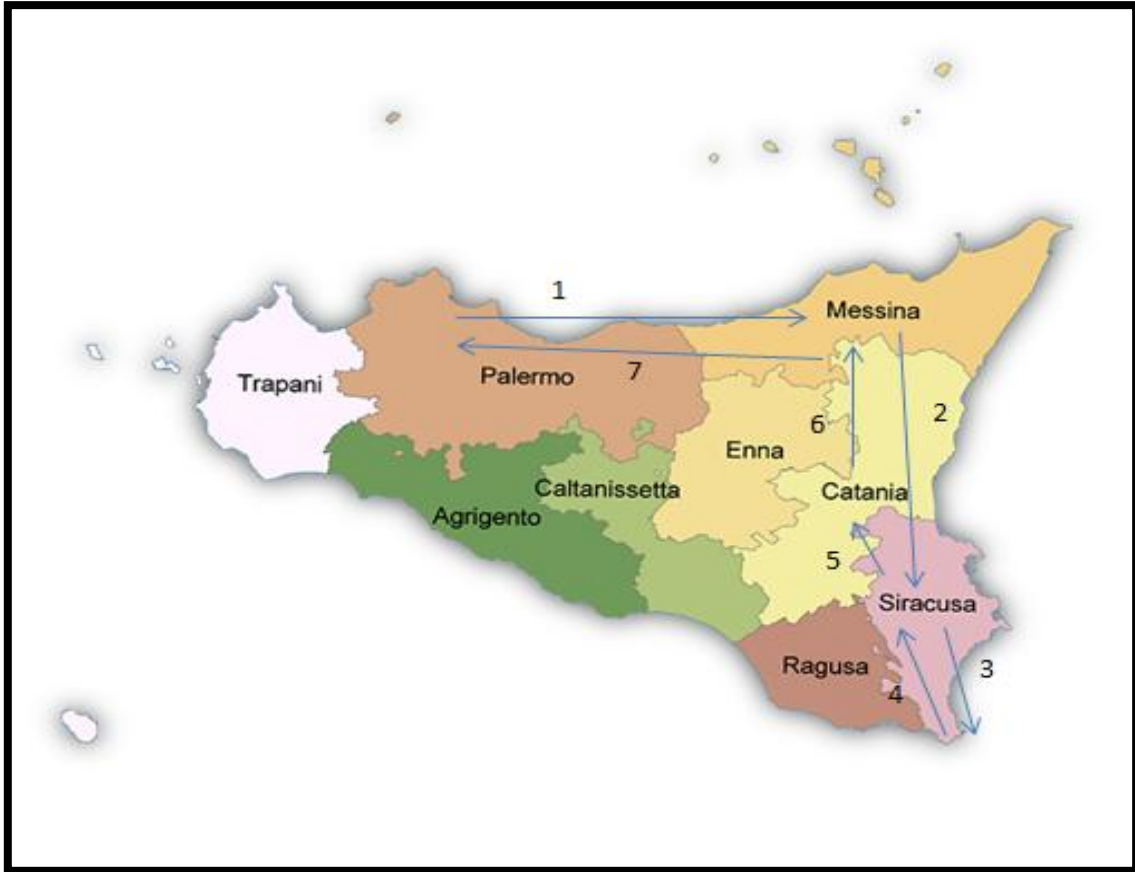 1
Messina
Trapani
Palermo
7
2
6
Enna
Caltanissetta
Catania
Agrigento
5
Siracusa
Ragusa
4
3